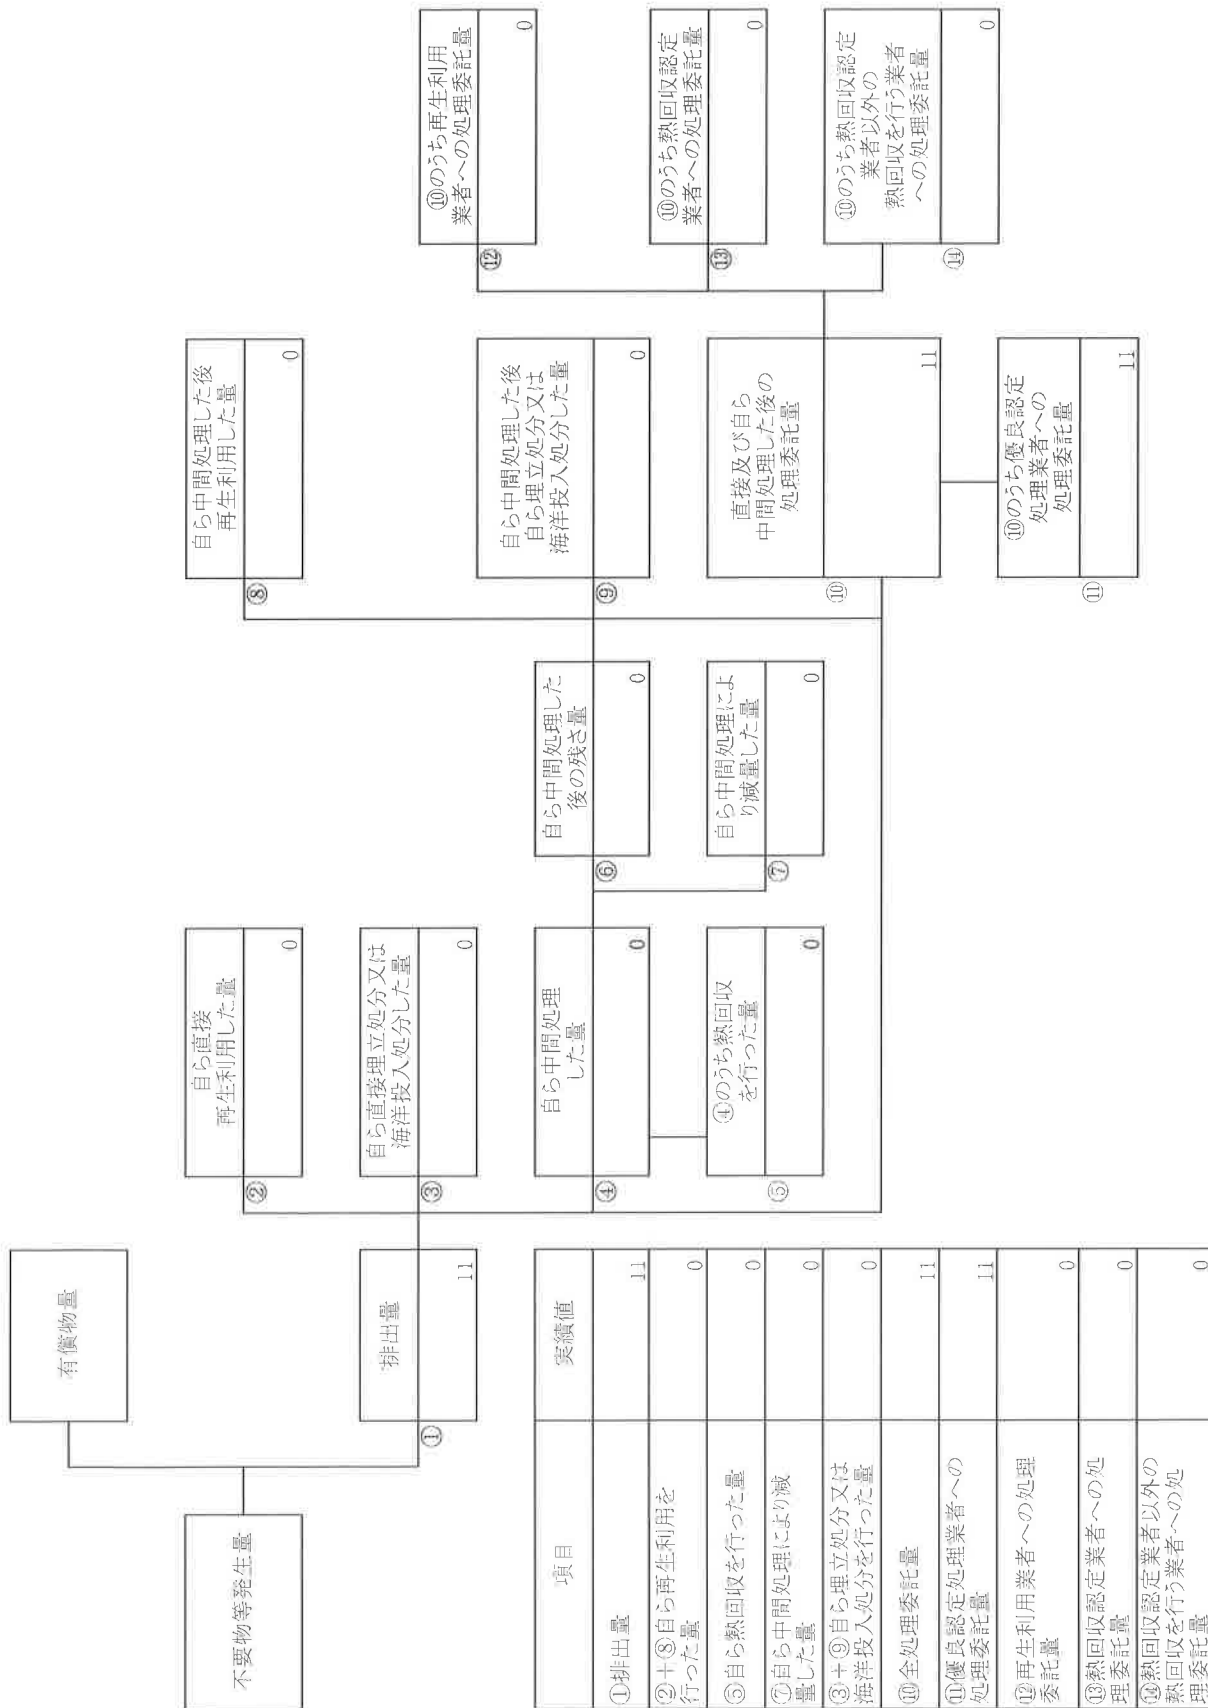 不要物等発生量
有償物量
①
排出量
11
②
自ら直接
再生利用した量
0
③
自ら直接埋立処分又は
海洋投入処分した量
0
④
自ら中間処理
した量
0
⑤
④のうち熱回収
を行った量
0
⑥
自ら中間処理した
後の残さ量
0
⑦
自ら中間処理によ
り減量した量
0
⑧
自ら中間処理した後
再生利用した量
0
⑨
自ら中間処理した後
自ら埋立処分又は
海洋投入処分した量
0
⑩
直接及び自ら
中間処理した後の
処理委託量
11
⑪
⑩のうち優良認定
処理業者への
処理委託量
11
⑫
⑩のうち再生利用
業者への処理委託量
0
⑬
⑩のうち熱回収認定
業者への処理委託量
0
⑭
⑩のうち熱回収認定
業者以外の
熱回収を行う業者
への処理委託量
0
項目 実績値
①排出量 11
②+⑧自ら再生利用を
行った量 0
⑤自ら熱回収を行った量 0
⑦自ら中間処理により減
量した量 0
③+⑨自ら埋立処分又は
海洋投入処分を行った量 0
⑩全処理委託量 11
⑪優良認定処理業者への
処理委託量 11
⑫再生利用業者への処理
委託量 0
⑬熱回収認定業者への処
理委託量 0
⑭熱回収認定業者以外の
熱回収を行う業者への処
理委託量 0